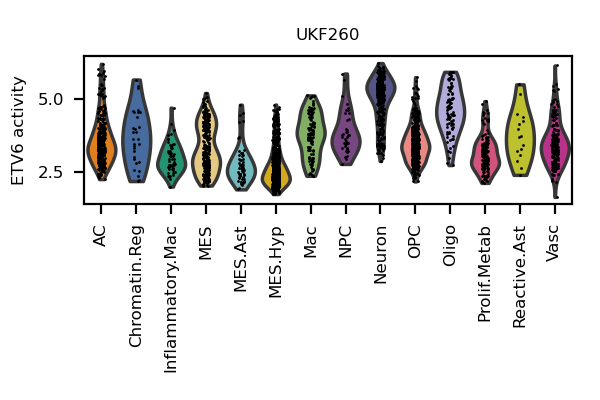 UKF260
ETV6 activity
5.0
2.5
AC
Chromatin.Reg
Inflammatory.Mac
MES
MES.Ast
MES.Hyp
Mac
NPC
Neuron
OPC
Oligo
Prolif.Metab
Reactive.Ast
Vasc